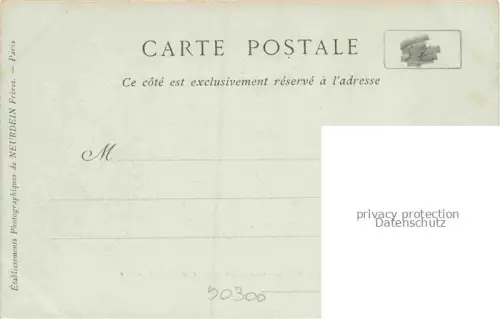 CARTE POSTALE
Ce côté est exclusivement réservé à l'adresse
M
privacy protection
Datenschutz
50300
Établissements Photographiques de NEURDEIN Frères. — Paris